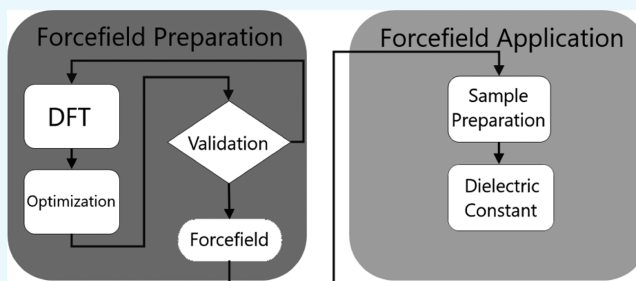 Forcefield Preparation
DFT
Optimization
Validation
Forcefield
Forcefield Application
Sample
Preparation
Dielectric
Constant